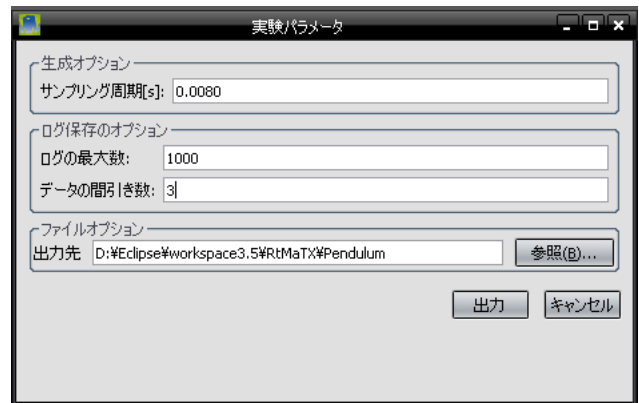 実験パラメータ
生成オプション
サンプリング周期[s]: 0.0080
ログ保存のオプション
ログの最大数: 1000
データの間引き数: 3
ファイルオプション
出力先 D:¥Eclipse¥workspace3.5¥RtMaTX¥Pendulum 参照(B)...
出力 キャンセル